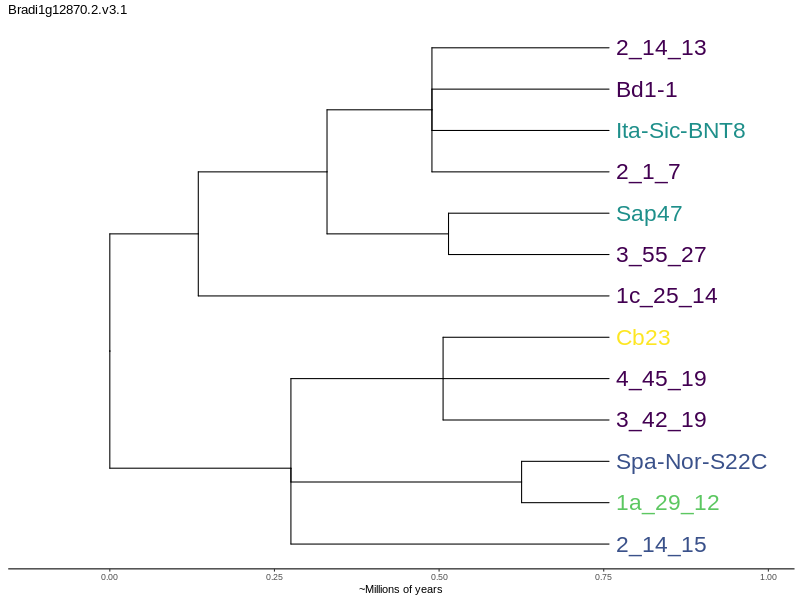 Bradi1g12870.2.v3.1
2_14_13
Bd1-1
Ita-Sic-BNT8
2_1_7
Sap47
3_55_27
1c_25_14
Cb23
4_45_19
3_42_19
Spa-Nor-S22C
1a_29_12
2_14_15
0.00 0.25 0.50 0.75 1.00
~Millions of years